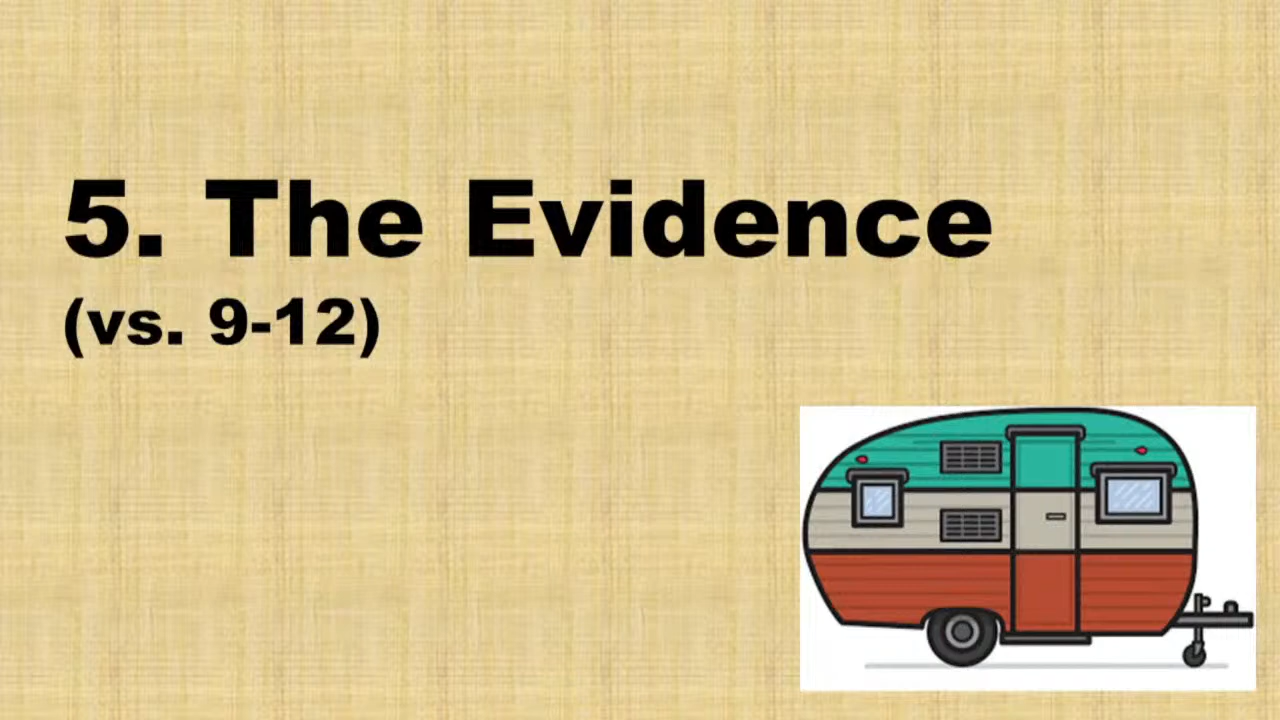 5. The Evidence
(vs. 9-12)